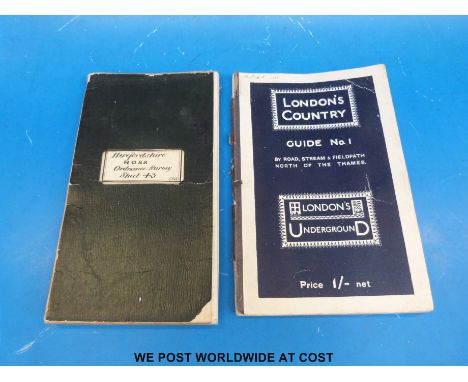 Herefordshire
ROSS
Ordnance Survey
Sheet 43
LONDON'S
COUNTRY
GUIDE No. 1
BY ROAD, STREAM & FIELDPATH
NORTH OF THE THAMES.
LONDON'S
UNDERGROUND
Price 1/- net
WE POST WORLDWIDE AT COST